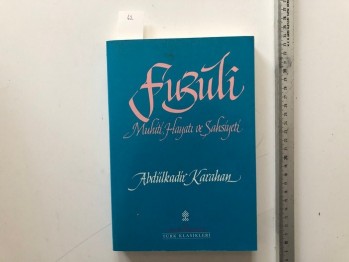 Fuzûlî
Muhiti, Hayatı ve Şahsiyeti
Abdülkadir Karahan
TÜRK KLASİKLERİ